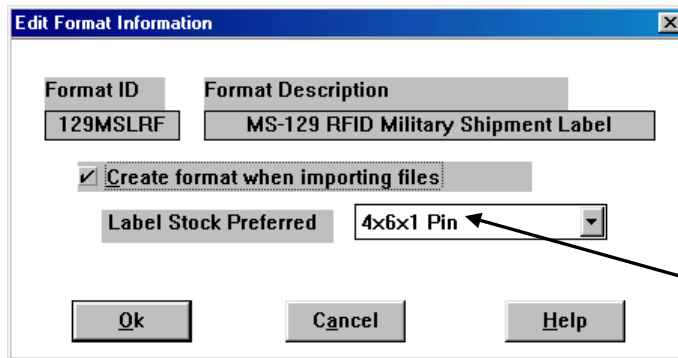 Edit Format Information
Format ID Format Description
129MSLRF MS-129 RFID Military Shipment Label
Create format when importing files
Label Stock Preferred 4x6x1 Pin
Ok Cancel Help